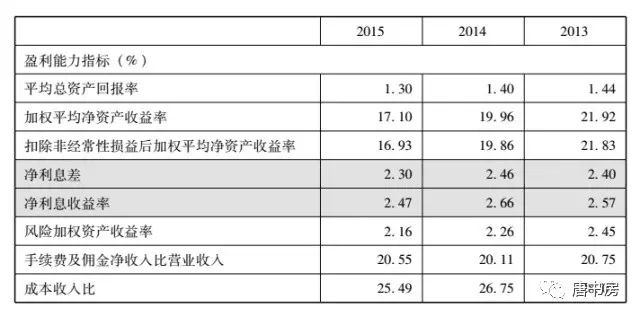 2015 2014 2013
盈利能力指标（%）
平均总资产回报率 1.30 1.40 1.44
加权平均净资产收益率 17.10 19.96 21.92
扣除非经常性损益后加权平均净资产收益率 16.93 19.86 21.83
净利息差 2.30 2.46 2.40
净利息收益率 2.47 2.66 2.57
风险加权资产收益率 2.16 2.26 2.45
手续费及佣金净收入比营业收入 20.55 20.11 20.75
成本收入比 25.49 26.75
唐书房